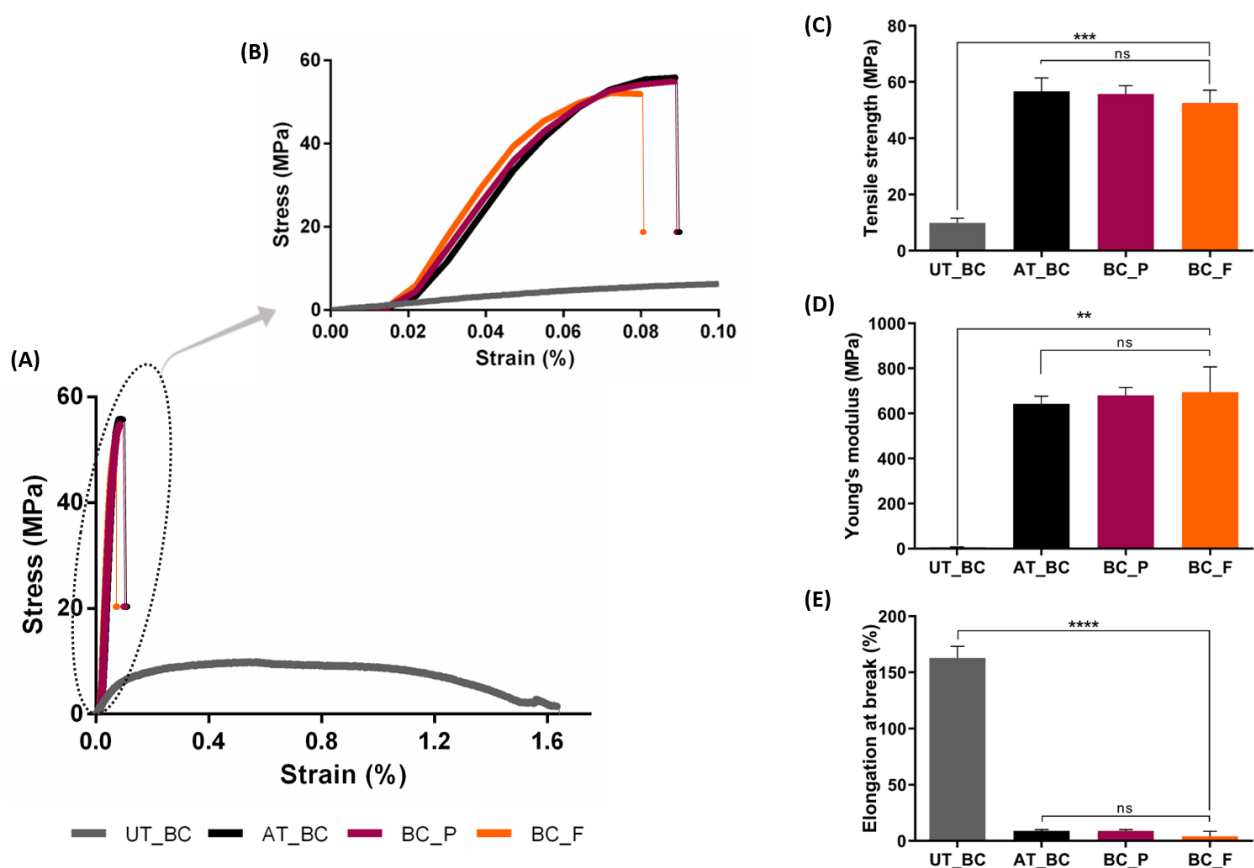 (B)
Stress (MPa)
60
40
20
0
0.00 0.02 0.04 0.06 0.08 0.10
Strain (%)
(A)
Stress (MPa)
60
40
20
0
0.0 0.4 0.8 1.2 1.6
Strain (%)
UT_BC AT_BC BC_P BC_F
(C)
Tensile strength (MPa)
80
60
40
20
0
***
ns
UT_BC AT_BC BC_P BC_F
(D)
Young's modulus (MPa)
1000
800
600
400
200
0
**
ns
UT_BC AT_BC BC_P BC_F
(E)
Elongation at break (%)
200
150
100
50
0
****
ns
UT_BC AT_BC BC_P BC_F